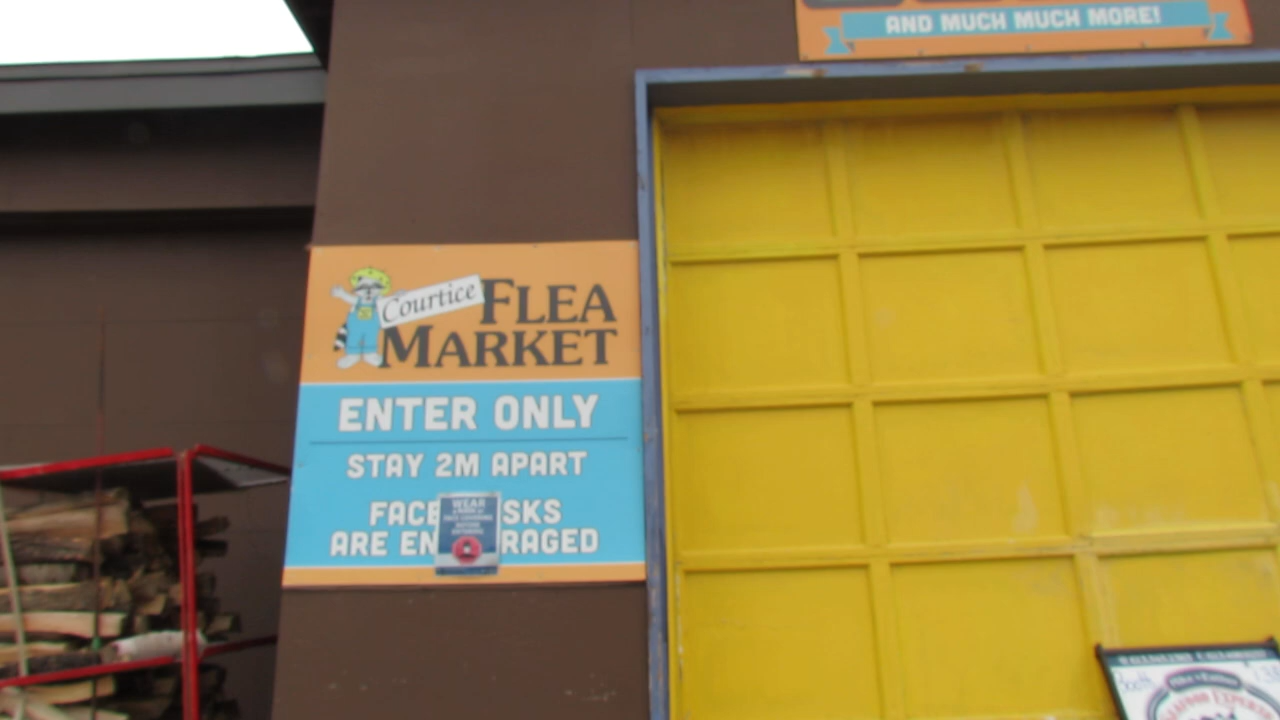 AND MUCH MUCH MORE!
Courtice FLEA
MARKET
ENTER ONLY
STAY 2M APART
FACE SKS
ARE EN RAGED
WEAR